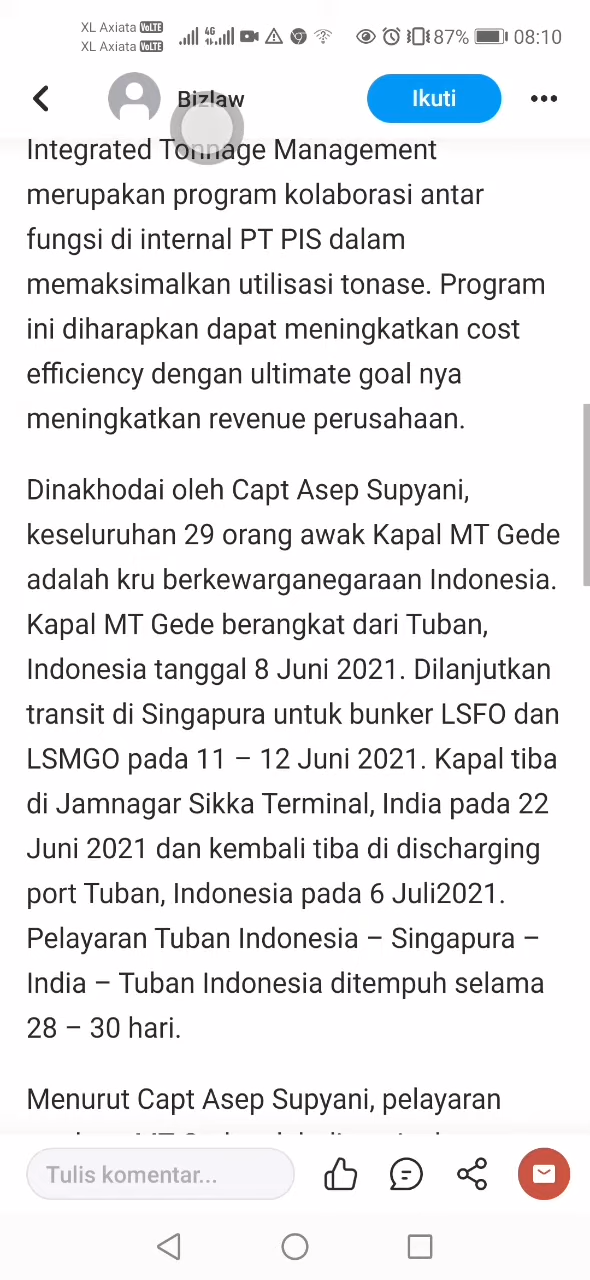 XL Axiata VoLTE
XL Axiata VoLTE
4G
87%
08:10
Bizlaw
Ikuti
Integrated Tonnage Management
merupakan program kolaborasi antar
fungsi di internal PT PIS dalam
memaksimalkan utilisasi tonase. Program
ini diharapkan dapat meningkatkan cost
efficiency dengan ultimate goal nya
meningkatkan revenue perusahaan.
Dinakhodai oleh Capt Asep Supyani,
keseluruhan 29 orang awak Kapal MT Gede
adalah kru berkewarganegaraan Indonesia.
Kapal MT Gede berangkat dari Tuban,
Indonesia tanggal 8 Juni 2021. Dilanjutkan
transit di Singapura untuk bunker LSFO dan
LSMGO pada 11 – 12 Juni 2021. Kapal tiba
di Jamnagar Sikka Terminal, India pada 22
Juni 2021 dan kembali tiba di discharging
port Tuban, Indonesia pada 6 Juli2021.
Pelayaran Tuban Indonesia – Singapura –
India – Tuban Indonesia ditempuh selama
28 – 30 hari.
Menurut Capt Asep Supyani, pelayaran
Tulis komentar...